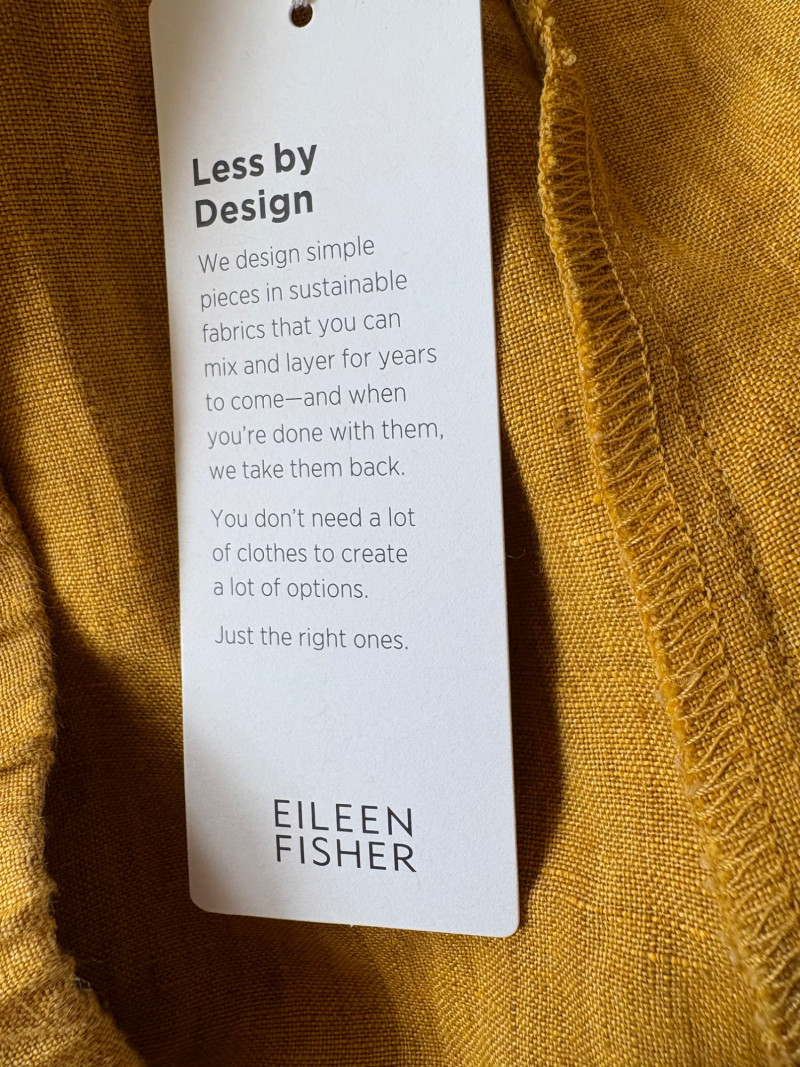 Less by
Design
We design simple
pieces in sustainable
fabrics that you can
mix and layer for years
to come—and when
you're done with them,
we take them back.
You don't need a lot
of clothes to create
a lot of options.
Just the right ones.
EILEEN
FISHER